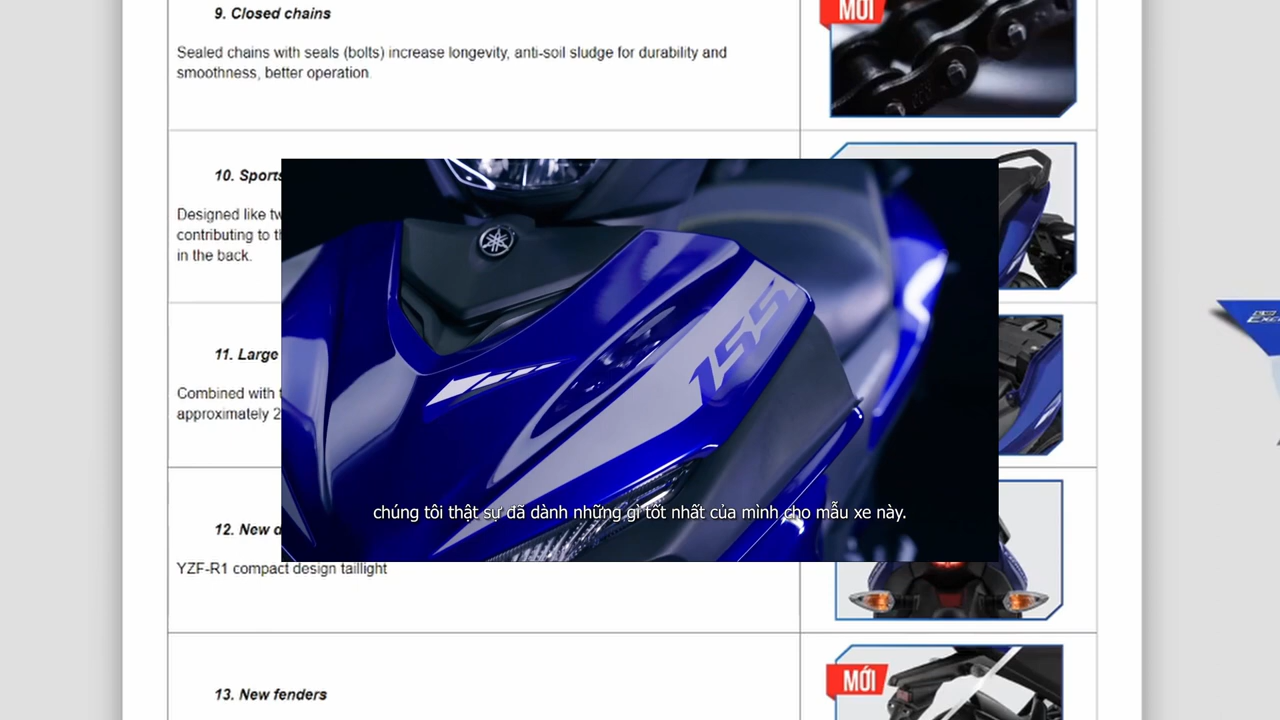 9. Closed chains
MỚI
Sealed chains with seals (bolts) increase longevity, anti-soil sludge for durability and
smoothness, better operation.
10. Sports
Designed like tw
contributing to th
in the back.
155
11. Large
Combined with
approximately 2
chúng tôi thật sự đã dành những gì tốt nhất của mình cho mẫu xe này.
12. New d
YZF-R1 compact design taillight
13. New fenders
MỚI